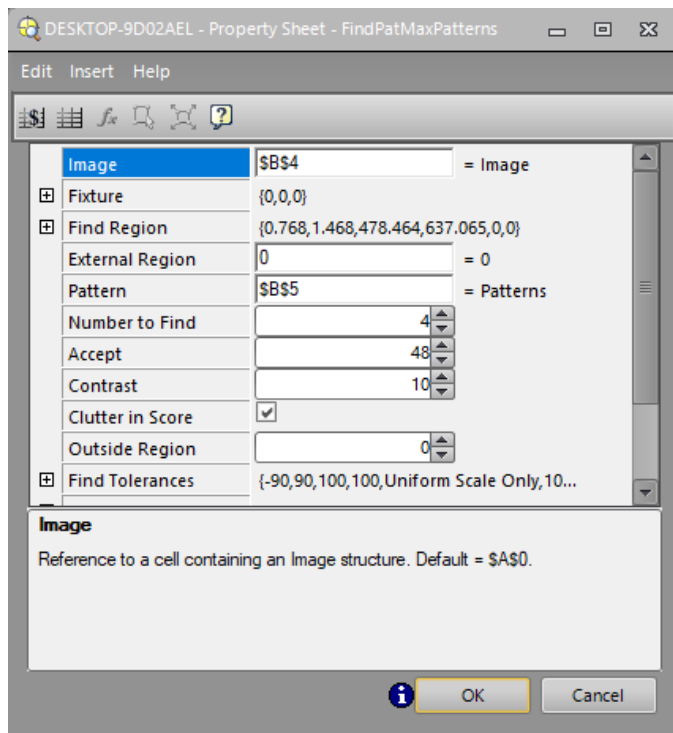 DESKTOP-9D02AEL - Property Sheet - FindPatMaxPatterns
Edit Insert Help
$ fx ?
Image $B$4 = Image
Fixture {0,0,0}
Find Region {0.768,1.468,478.464,637.065,0,0}
External Region 0 = 0
Pattern $B$5 = Patterns
Number to Find 4
Accept 48
Contrast 10
Clutter in Score
Outside Region 0
Find Tolerances {-90,90,100,100,Uniform Scale Only,10...
Image
Reference to a cell containing an Image structure. Default = $A$0.
i OK Cancel